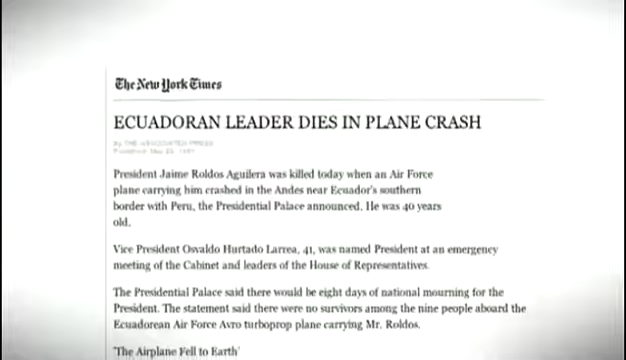 The New York Times
ECUADORAN LEADER DIES IN PLANE CRASH
By THE ASSOCIATED PRESS
President Jaime Roldos Aguilera was killed today when an Air Force
plane carrying him crashed in the Andes near Ecuador's southern
border with Peru, the Presidential Palace announced. He was 40 years
old.
Vice President Osvaldo Hurtado Larrea, 41, was named President at an emergency
meeting of the Cabinet and leaders of the House of Representatives.
The Presidential Palace said there would be eight days of national mourning for the
President. The statement said there were no survivors among the nine people aboard the
Ecuadorean Air Force Avro turboprop plane carrying Mr. Roldos.
'The Airplane Fell to Earth'